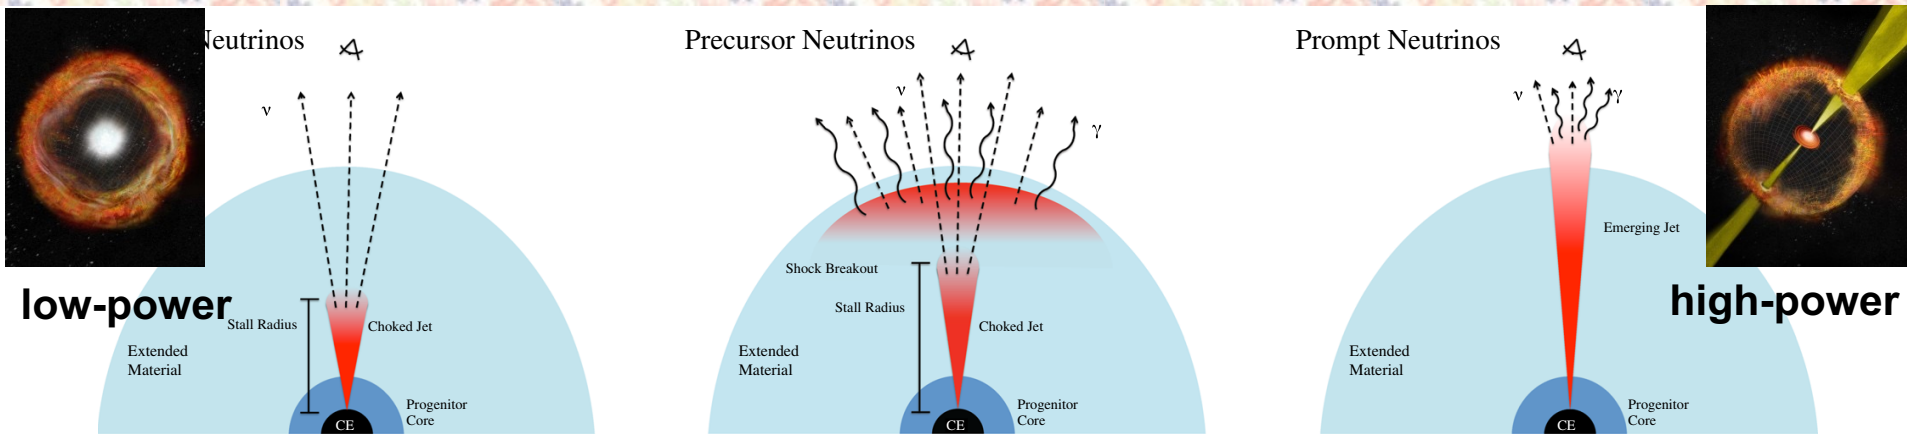 Neutrinos
ν
low-power
Stall Radius
Choked Jet
Extended
Material
Progenitor
Core
CE
Precursor Neutrinos
ν
γ
Shock Breakout
Stall Radius
Choked Jet
Extended
Material
Progenitor
Core
CE
Prompt Neutrinos
ν
γ
Emerging Jet
high-power
Extended
Material
Progenitor
Core
CE